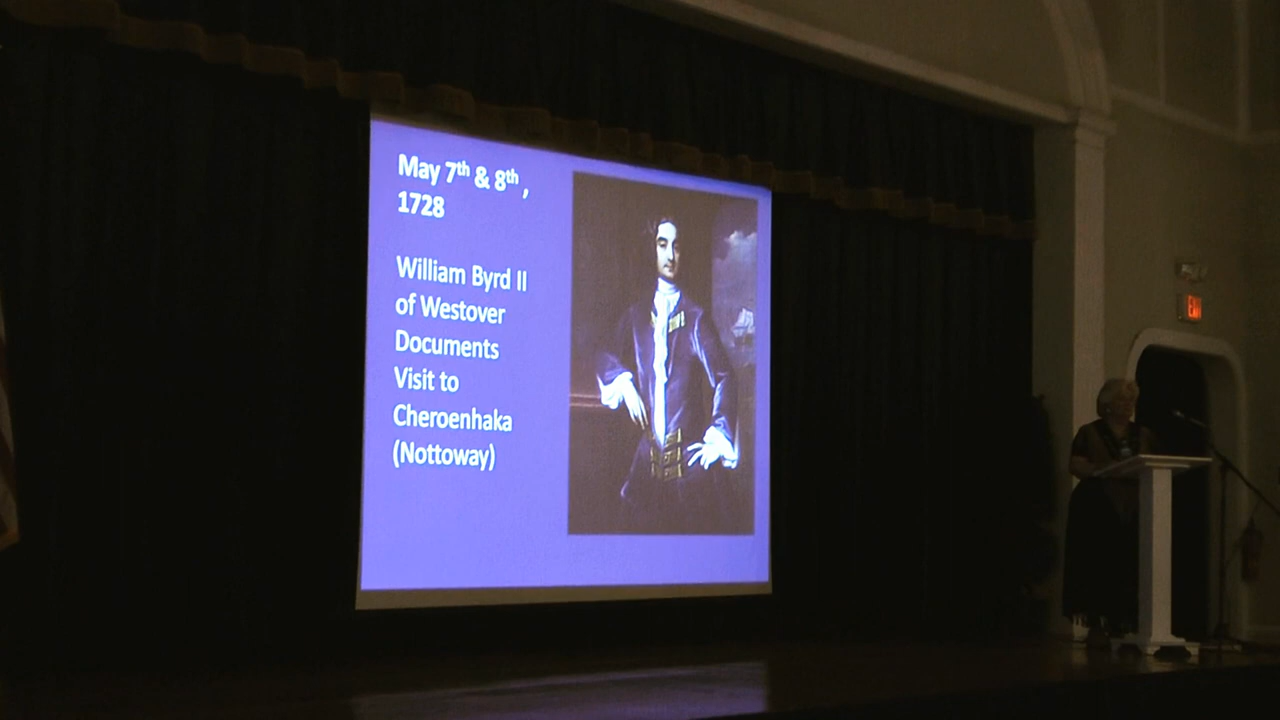 May 7th & 8th ,
1728
William Byrd II
of Westover
Documents
Visit to
Cheroenhaka
(Nottoway)
EXIT